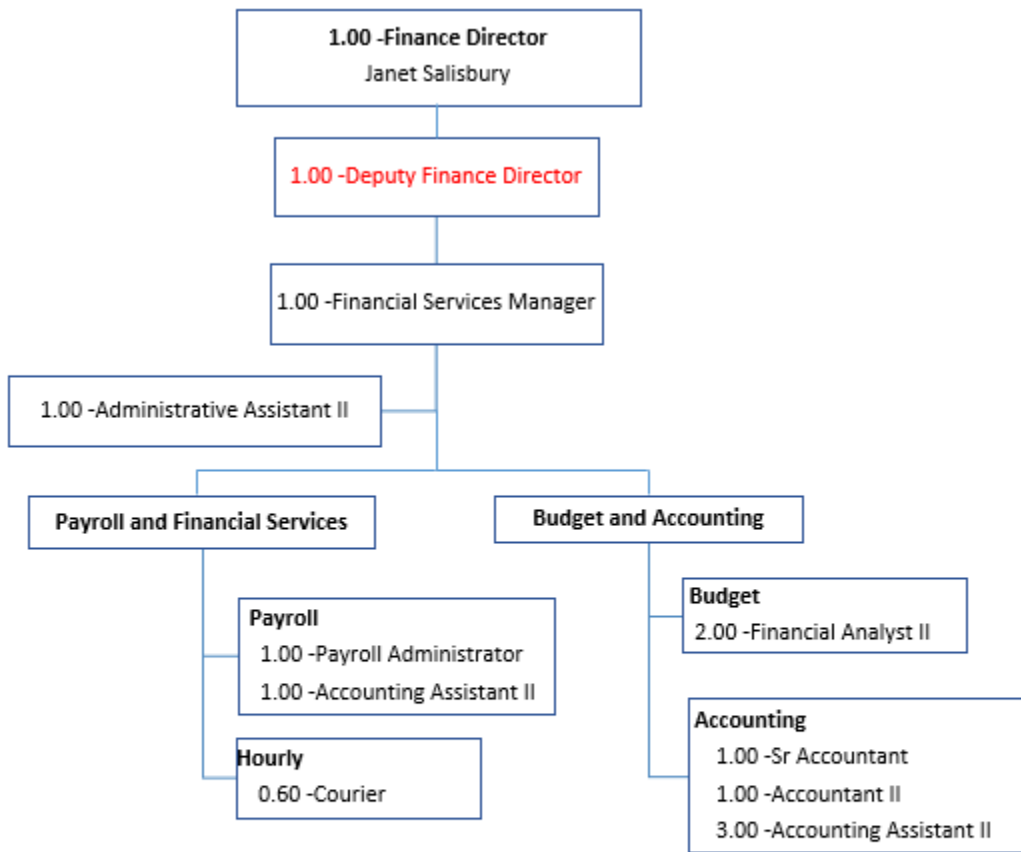 1.00 -Finance Director
Janet Salisbury
1.00 -Deputy Finance Director
1.00 -Financial Services Manager
1.00 -Administrative Assistant II
Payroll and Financial Services
Payroll
1.00 -Payroll Administrator
1.00 -Accounting Assistant II
Hourly
0.60 -Courier
Budget and Accounting
Budget
2.00 -Financial Analyst II
Accounting
1.00 -Sr Accountant
1.00 -Accountant II
3.00 -Accounting Assistant II